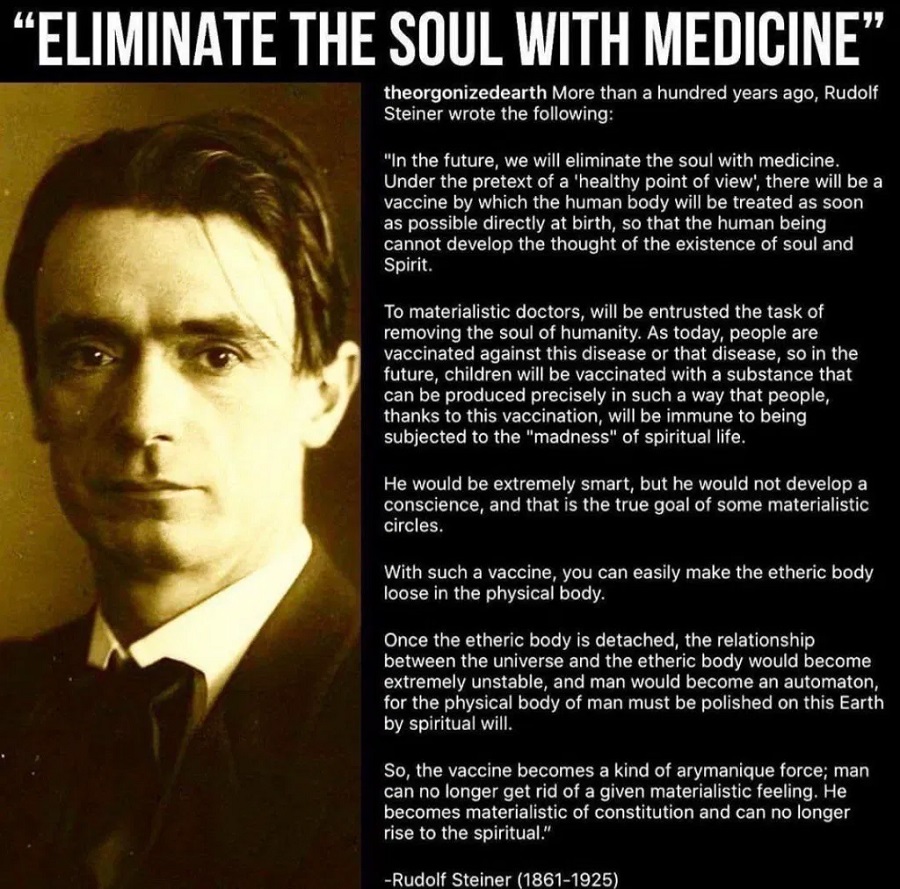 “ELIMINATE THE SOUL WITH MEDICINE”
theorgonizedearth More than a hundred years ago, Rudolf
Steiner wrote the following:
"In the future, we will eliminate the soul with medicine.
Under the pretext of a 'healthy point of view', there will be a
vaccine by which the human body will be treated as soon
as possible directly at birth, so that the human being
cannot develop the thought of the existence of soul and
Spirit.
To materialistic doctors, will be entrusted the task of
removing the soul of humanity. As today, people are
vaccinated against this disease or that disease, so in the
future, children will be vaccinated with a substance that
can be produced precisely in such a way that people,
thanks to this vaccination, will be immune to being
subjected to the "madness" of spiritual life.
He would be extremely smart, but he would not develop a
conscience, and that is the true goal of some materialistic
circles.
With such a vaccine, you can easily make the etheric body
loose in the physical body.
Once the etheric body is detached, the relationship
between the universe and the etheric body would become
extremely unstable, and man would become an automaton,
for the physical body of man must be polished on this Earth
by spiritual will.
So, the vaccine becomes a kind of arymanique force; man
can no longer get rid of a given materialistic feeling. He
becomes materialistic of constitution and can no longer
rise to the spiritual.”
-Rudolf Steiner (1861-1925)